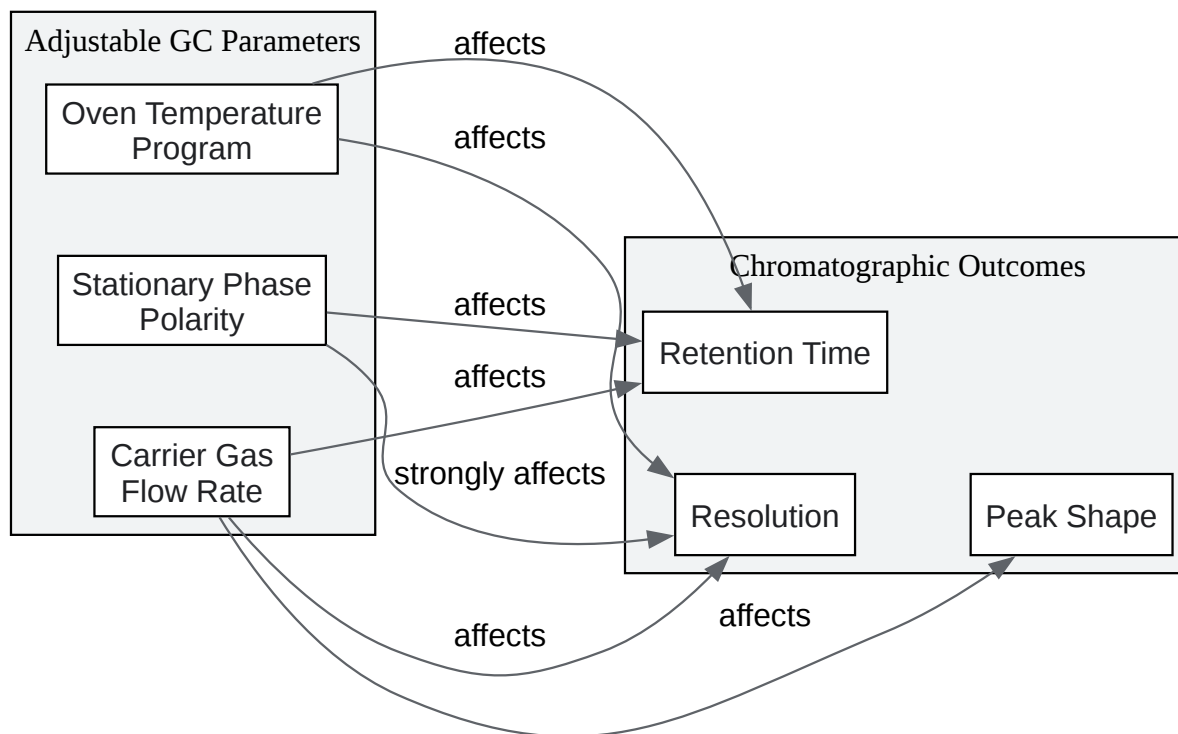 Adjustable GC Parameters
Oven Temperature
Program
Stationary Phase
Polarity
Carrier Gas
Flow Rate
affects
affects
affects
affects
strongly affects
affects
affects
Chromatographic Outcomes
Retention Time
Resolution
Peak Shape